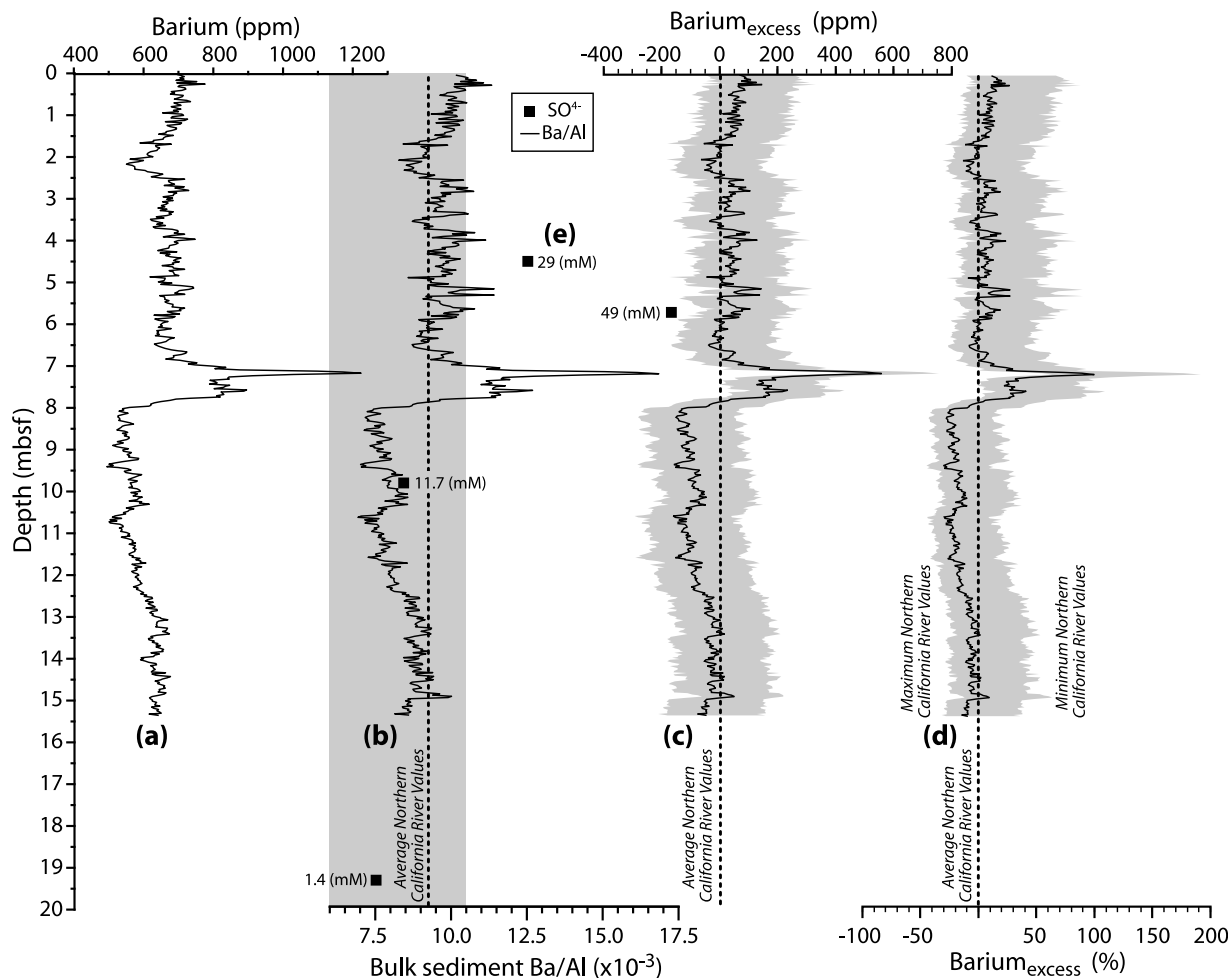 Barium (ppm)
400 600 800 1000 1200
Barium_excess (ppm)
-400 -200 0 200 400 600 800
Depth (mbsf)
0
1
2
3
4
5
6
7
8
9
10
11
12
13
14
15
16
17
18
19
20
SO⁴⁻
Ba/Al
(e)
29 (mM)
49 (mM)
11.7 (mM)
1.4 (mM)
Maximum Northern
California River Values
Minimum Northern
California River Values
(a)
(b)
(c)
(d)
Average Northern
California River Values
Average Northern
California River Values
Average Northern
California River Values
7.5 10.0 12.5 15.0 17.5
Bulk sediment Ba/Al (x10⁻³)
-100 -50 0 50 100 150 200
Barium_excess (%)